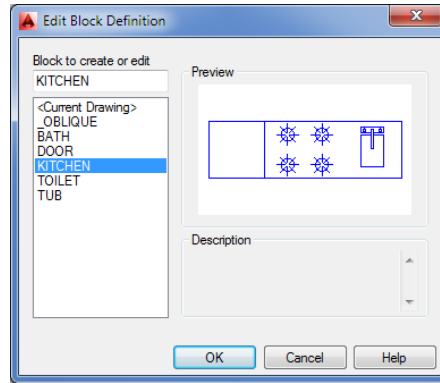 Edit Block Definition
Block to create or edit
KITCHEN
<Current Drawing>
_OBLIQUE
BATH
DOOR
KITCHEN
TOILET
TUB
Preview
Description
OK
Cancel
Help